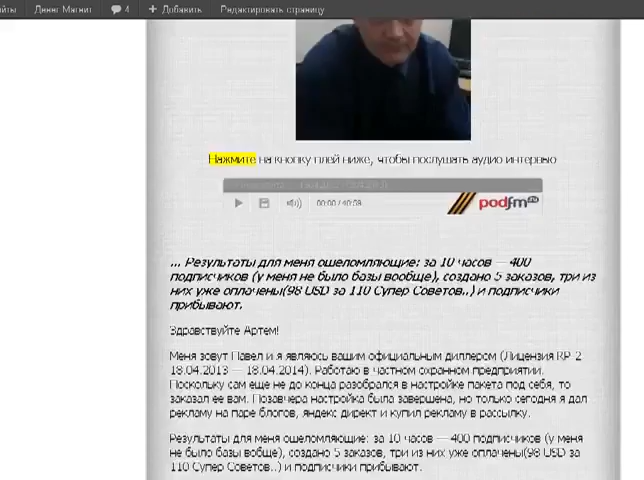 йты Денег Магнит 4 + Добавить Редактировать страницу
Нажмите на кнопку плей ниже, чтобы послушать аудио интервью
00:00 / 40:59 podfm.ru
... Результаты для меня ошеломляющие: за 10 часов — 400
подписчиков (у меня не было базы вообще), создано 5 заказов, три из
них уже оплачены(98 USD за 110 Супер Советов..) и подписчики
прибывают.
Здравствуйте Артем!
Меня зовут Павел и я являюсь вашим официальным диллером (Лицензия RP-2
18.04.2013 — 18.04.2014). Работаю в частном охранном предприятии.
Поскольку сам еще не до конца разобрался в настройке пакета под себя, то
заказал ее вам. Позавчера настройка была завершена, но только сегодня я дал
рекламу на паре блогов, яндекс директ и купил рекламу в рассылку.
Результаты для меня ошеломляющие: за 10 часов — 400 подписчиков (у меня
не было базы вобще), создано 5 заказов, три из них уже оплачены(98 USD за
110 Супер Советов..) и подписчики прибывают.